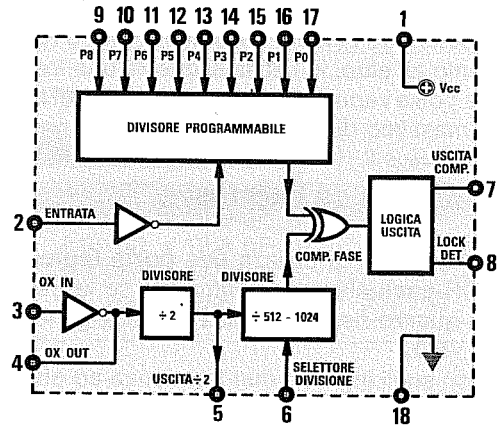 9 10 11 12 13 14 15 16 17 1
P8 P7 P6 P5 P4 P3 P2 P1 P0
Vcc
DIVISORE PROGRAMMABILE
USCITA
COMP.
7
2 ENTRATA
LOGICA
USCITA
COMP. FASE
LOCK
DET
8
OX IN
DIVISORE
DIVISORE
3
÷ 2
÷ 512 - 1024
4 OX OUT
USCITA÷2
SELETTORE
DIVISIONE
5 6 18